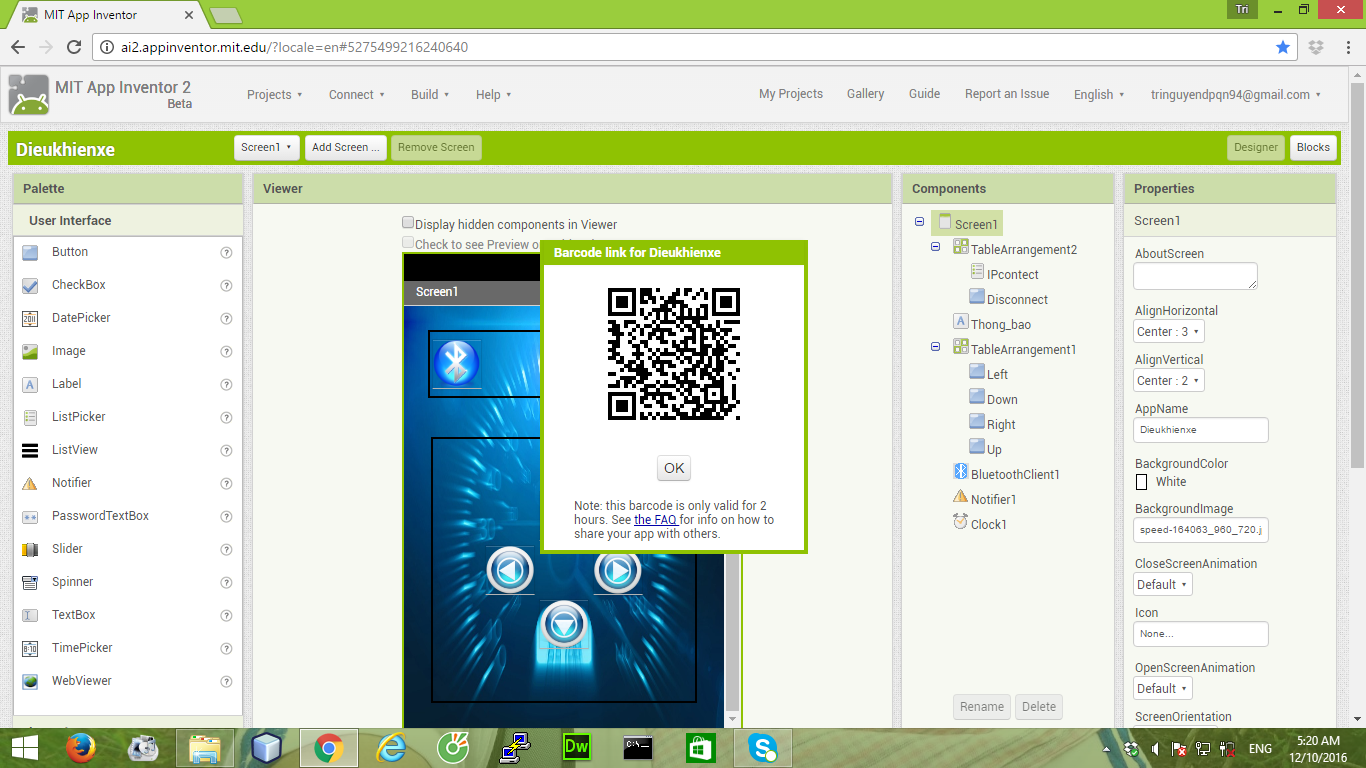 MIT App Inventor
Tri
ai2.appinventor.mit.edu/?locale=en#5275499216240640
MIT App Inventor 2
Beta
Projects
Connect
Build
Help
My Projects
Gallery
Guide
Report an Issue
English
tringuyendpqn94@gmail.com
Dieukhienxe
Screen1
Add Screen ...
Remove Screen
Designer
Blocks
Palette
User Interface
Button
CheckBox
DatePicker
Image
Label
ListPicker
ListView
Notifier
PasswordTextBox
Slider
Spinner
TextBox
TimePicker
WebViewer
Viewer
Display hidden components in Viewer
Check to see Preview on
Screen1
Barcode link for Dieukhienxe
OK
Note: this barcode is only valid for 2
hours. See the FAQ for info on how to
share your app with others.
Components
Screen1
TableArrangement2
IPcontect
Disconnect
Thong_bao
TableArrangement1
Left
Down
Right
Up
BluetoothClient1
Notifier1
Clock1
Rename
Delete
Properties
Screen1
AboutScreen
AlignHorizontal
Center : 3
AlignVertical
Center : 2
AppName
Dieukhienxe
BackgroundColor
White
BackgroundImage
speed-164063_960_720.j
CloseScreenAnimation
Default
Icon
None...
OpenScreenAnimation
Default
ScreenOrientation
Dw
C:\
ENG
5:20 AM
12/10/2016